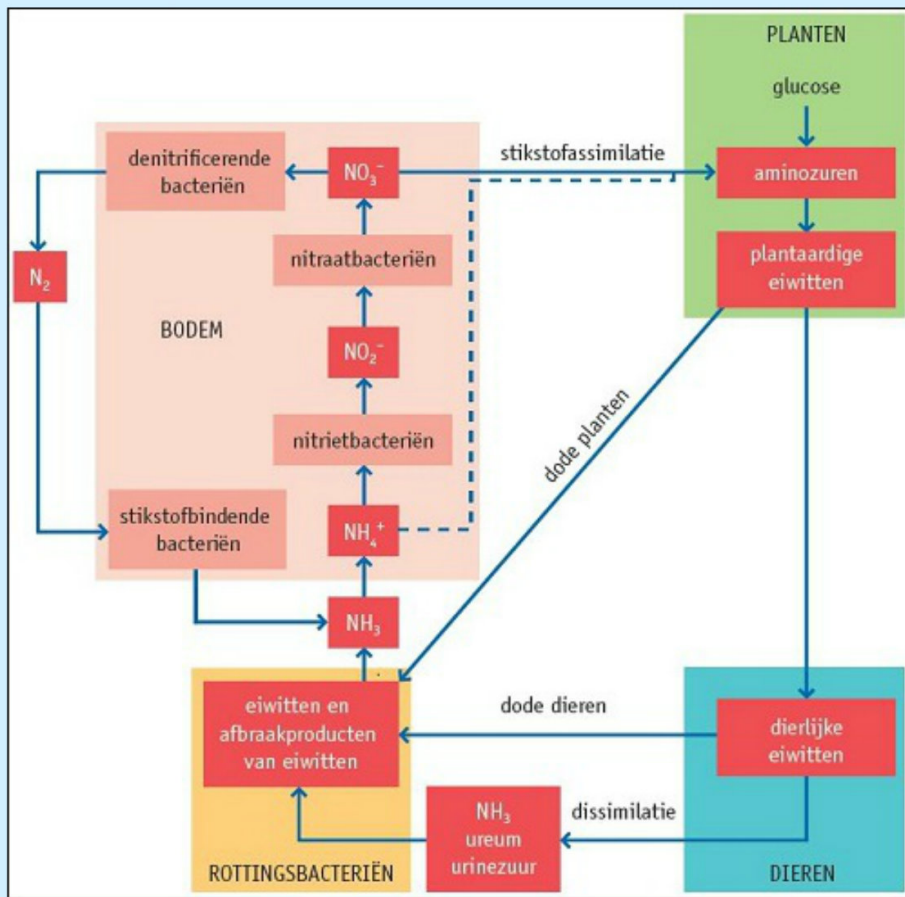 PLANTEN
glucose
stikstofassimilatie
aminozuren
plantaardige
eiwitten
denitrificerende
bacteriën
NO₃⁻
nitraatbacteriën
N₂
BODEM
NO₂⁻
nitrietbacteriën
stikstofbindende
bacteriën
NH₄⁺
NH₃
dode planten
eiwitten en
afbraakproducten
van eiwitten
dode dieren
dierlijke
eiwitten
NH₃
ureum
urinezuur
dissimilatie
ROTTINGSBACTERIËN
DIEREN